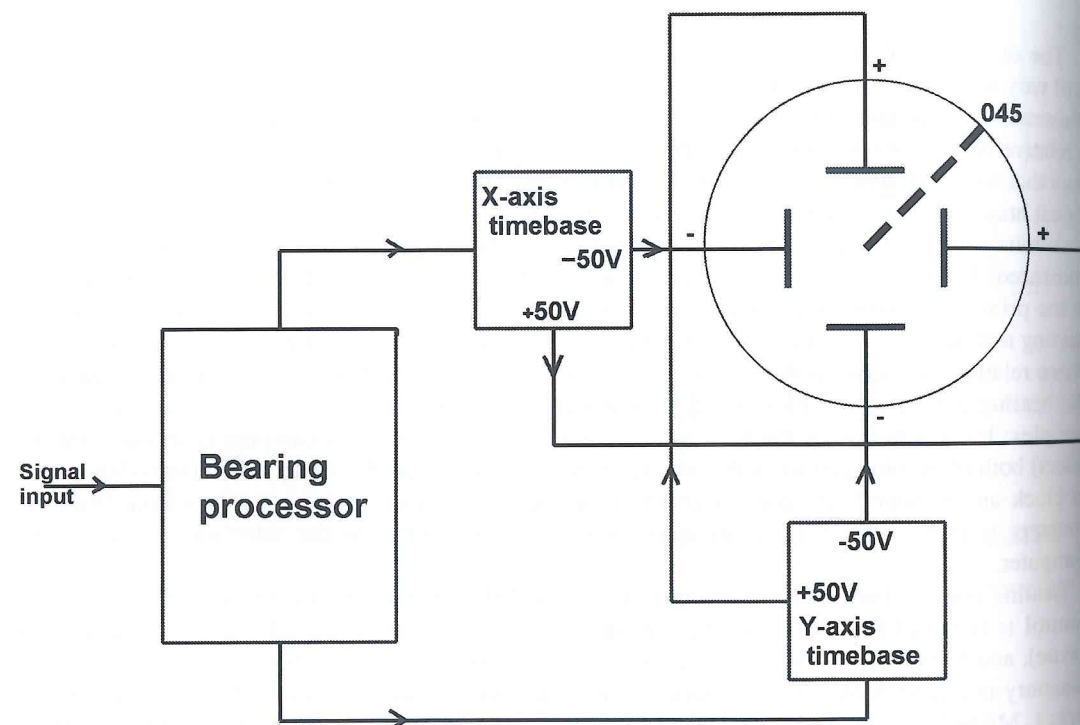 +
045
X-axis
timebase
−50V
+50V
-
+
-
Signal
input
Bearing
processor
-50V
+50V
Y-axis
timebase